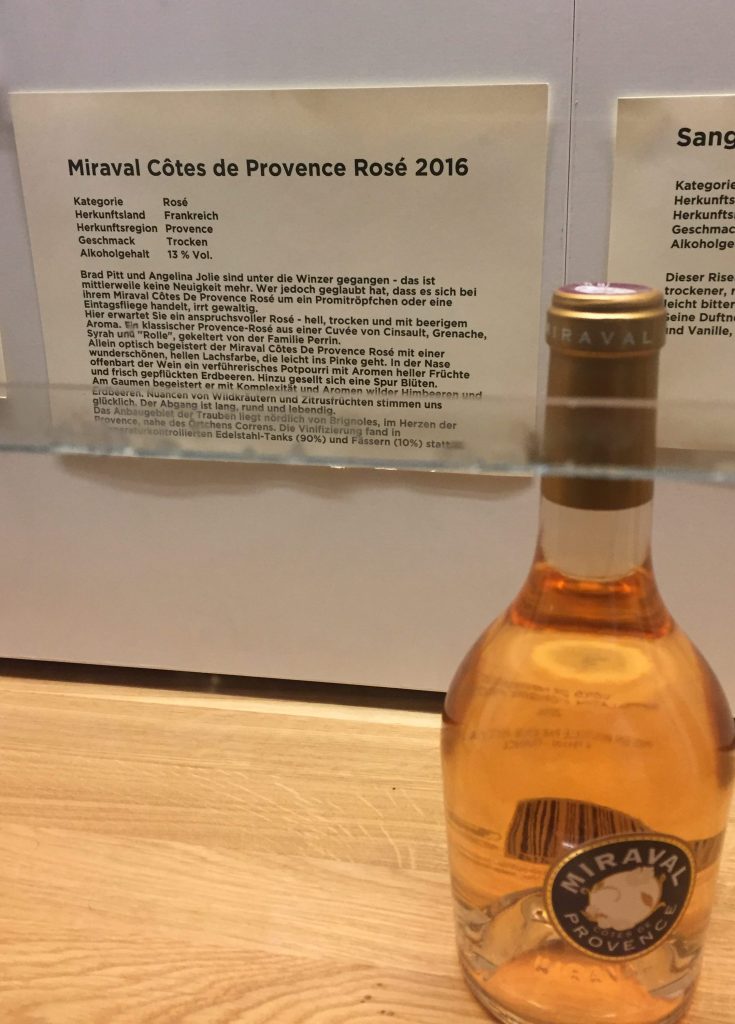 Miraval Côtes de Provence Rosé 2016
Kategorie Rosé
Herkunftsland Frankreich
Herkunftsregion Provence
Geschmack Trocken
Alkoholgehalt 13 % Vol.
Brad Pitt und Angelina Jolie sind unter die Winzer gegangen - das ist
mittlerweile keine Neuigkeit mehr. Wer jedoch geglaubt hat, dass es sich bei
ihrem Miraval Côtes De Provence Rosé um ein Promitröpfchen oder eine
Eintagsfliege handelt, irrt gewaltig.
Hier erwartet Sie ein anspruchsvoller Rosé - hell, trocken und mit beerigem
Aroma. Ein klassischer Provence-Rosé aus einer Cuvée von Cinsault, Grenache,
Syrah und "Rolle", gekeltert von der Familie Perrin.
Allein optisch begeistert der Miraval Côtes De Provence Rosé mit einer
wunderschönen, hellen Lachsfarbe, die leicht ins Pinke geht. In der Nase
offenbart der Wein ein verführerisches Potpourri mit Aromen heller Früchte
und frisch gepflückten Erdbeeren. Hinzu gesellt sich eine Spur Blüten.
Am Gaumen begeistert er mit Komplexität und Aromen wilder Himbeeren und
Erdbeeren. Nuancen von Wildkräutern und Zitrusfrüchten stimmen uns
glücklich. Der Abgang ist lang, rund und lebendig.
Das Anbaugebiet der Trauben liegt nördlich von Brignoles, im Herzen der
Provence, nahe des Örtchens Correns. Die Vinifizierung fand in
temperaturkontrollierten Edelstahl-Tanks (90%) und Fässern (10%) statt.
Sang
Kategorie
Herkunfts
Herkunfts
Geschmac
Alkoholge
Dieser Rise
trockener,
leicht bitter
Seine Duftn
und Vanille,
MIRAVAL
MIRAVAL
CÔTES DE
PROVENCE